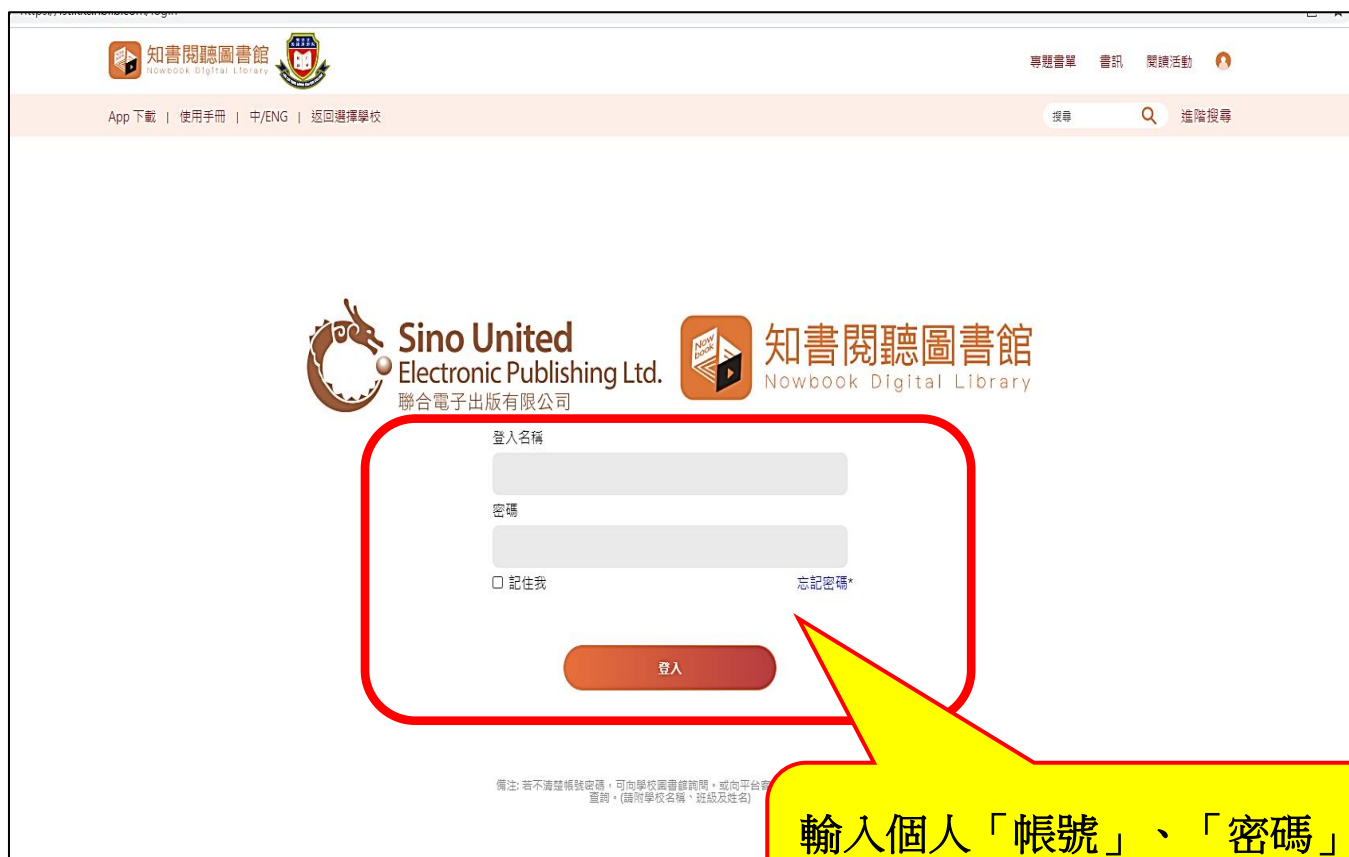 知書閱聽圖書館
Nowbook Digital Library
專題書單 書訊 閱讀活動
App 下載 | 使用手冊 | 中/ENG | 返回選擇學校
搜尋 進階搜尋
Sino United
Electronic Publishing Ltd.
聯合電子出版有限公司
Now book
知書閱聽圖書館
Nowbook Digital Library
登入名稱
密碼
記住我 忘記密碼*
登入
備注: 若不清楚帳號密碼，可向學校圖書館詢問，或向平台
查詢。(請附學校名稱、班級及姓名)
輸入個人「帳號」、「密碼」